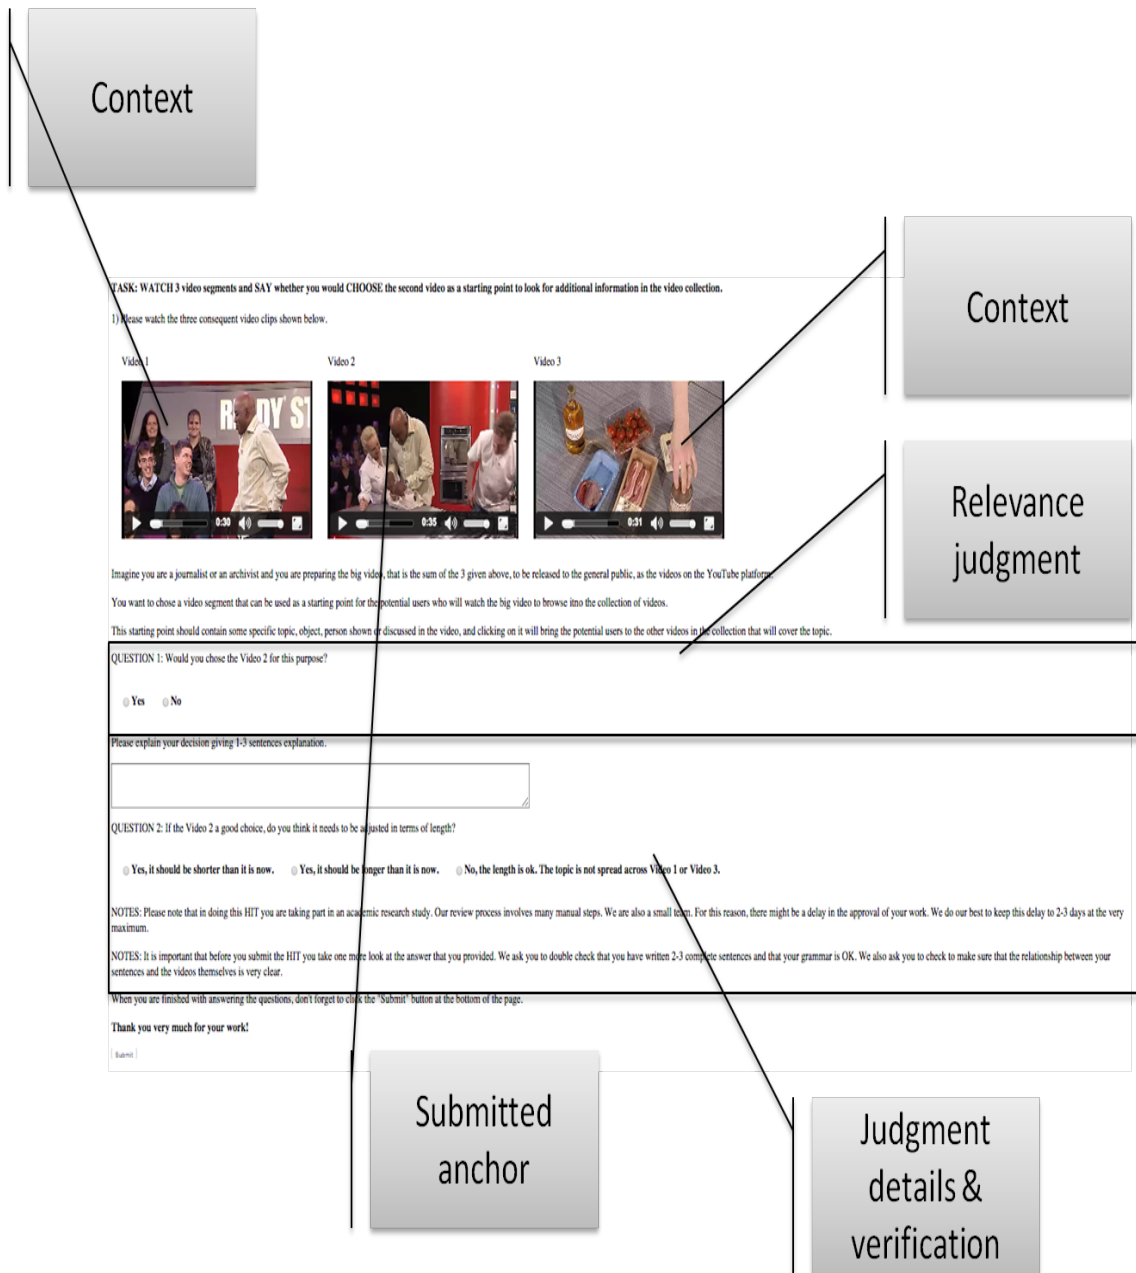 Context
Context
TASK: WATCH 3 video segments and SAY whether you would CHOOSE the second video as a starting point to look for additional information in the video collection.
1) Please watch the three consequent video clips shown below.
Video 1
Video 2
Video 3
R DY ST
0:30
0:35
0:31
Relevance
judgment
Imagine you are a journalist or an archivist and you are preparing the big video, that is the sum of the 3 given above, to be released to the general public, as the videos on the YouTube platform.
You want to chose a video segment that can be used as a starting point for the potential users who will watch the big video to browse itno the collection of videos.
This starting point should contain some specific topic, object, person shown or discussed in the video, and clicking on it will bring the potential users to the other videos in the collection that will cover the topic.
QUESTION 1: Would you chose the Video 2 for this purpose?
Yes No
Please explain your decision giving 1-3 sentences explanation.
QUESTION 2: If the Video 2 a good choice, do you think it needs to be adjusted in terms of length?
Yes, it should be shorter than it is now. Yes, it should be longer than it is now. No, the length is ok. The topic is not spread across Video 1 or Video 3.
NOTES: Please note that in doing this HIT you are taking part in an academic research study. Our review process involves many manual steps. We are also a small team. For this reason, there might be a delay in the approval of your work. We do our best to keep this delay to 2-3 days at the very
maximum.
NOTES: It is important that before you submit the HIT you take one more look at the answer that you provided. We ask you to double check that you have written 2-3 complete sentences and that your grammar is OK. We also ask you to check to make sure that the relationship between your
sentences and the videos themselves is very clear.
When you are finished with answering the questions, don't forget to click the "Submit" button at the bottom of the page.
Thank you very much for your work!
Submit
Submitted
anchor
Judgment
details &
verification